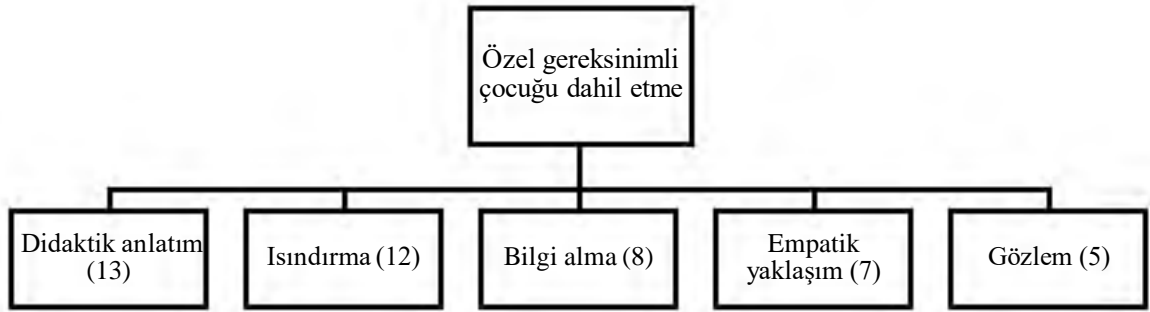 Özel gereksinimli
çocuğu dahil etme
Didaktik anlatım
(13)
Isındırma (12)
Bilgi alma (8)
Empatik
yaklaşım (7)
Gözlem (5)